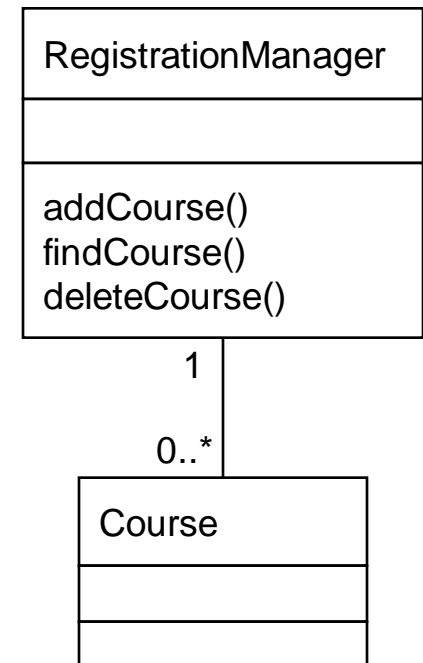 RegistrationManager
addCourse()
findCourse()
deleteCourse()
1
0..*
Course